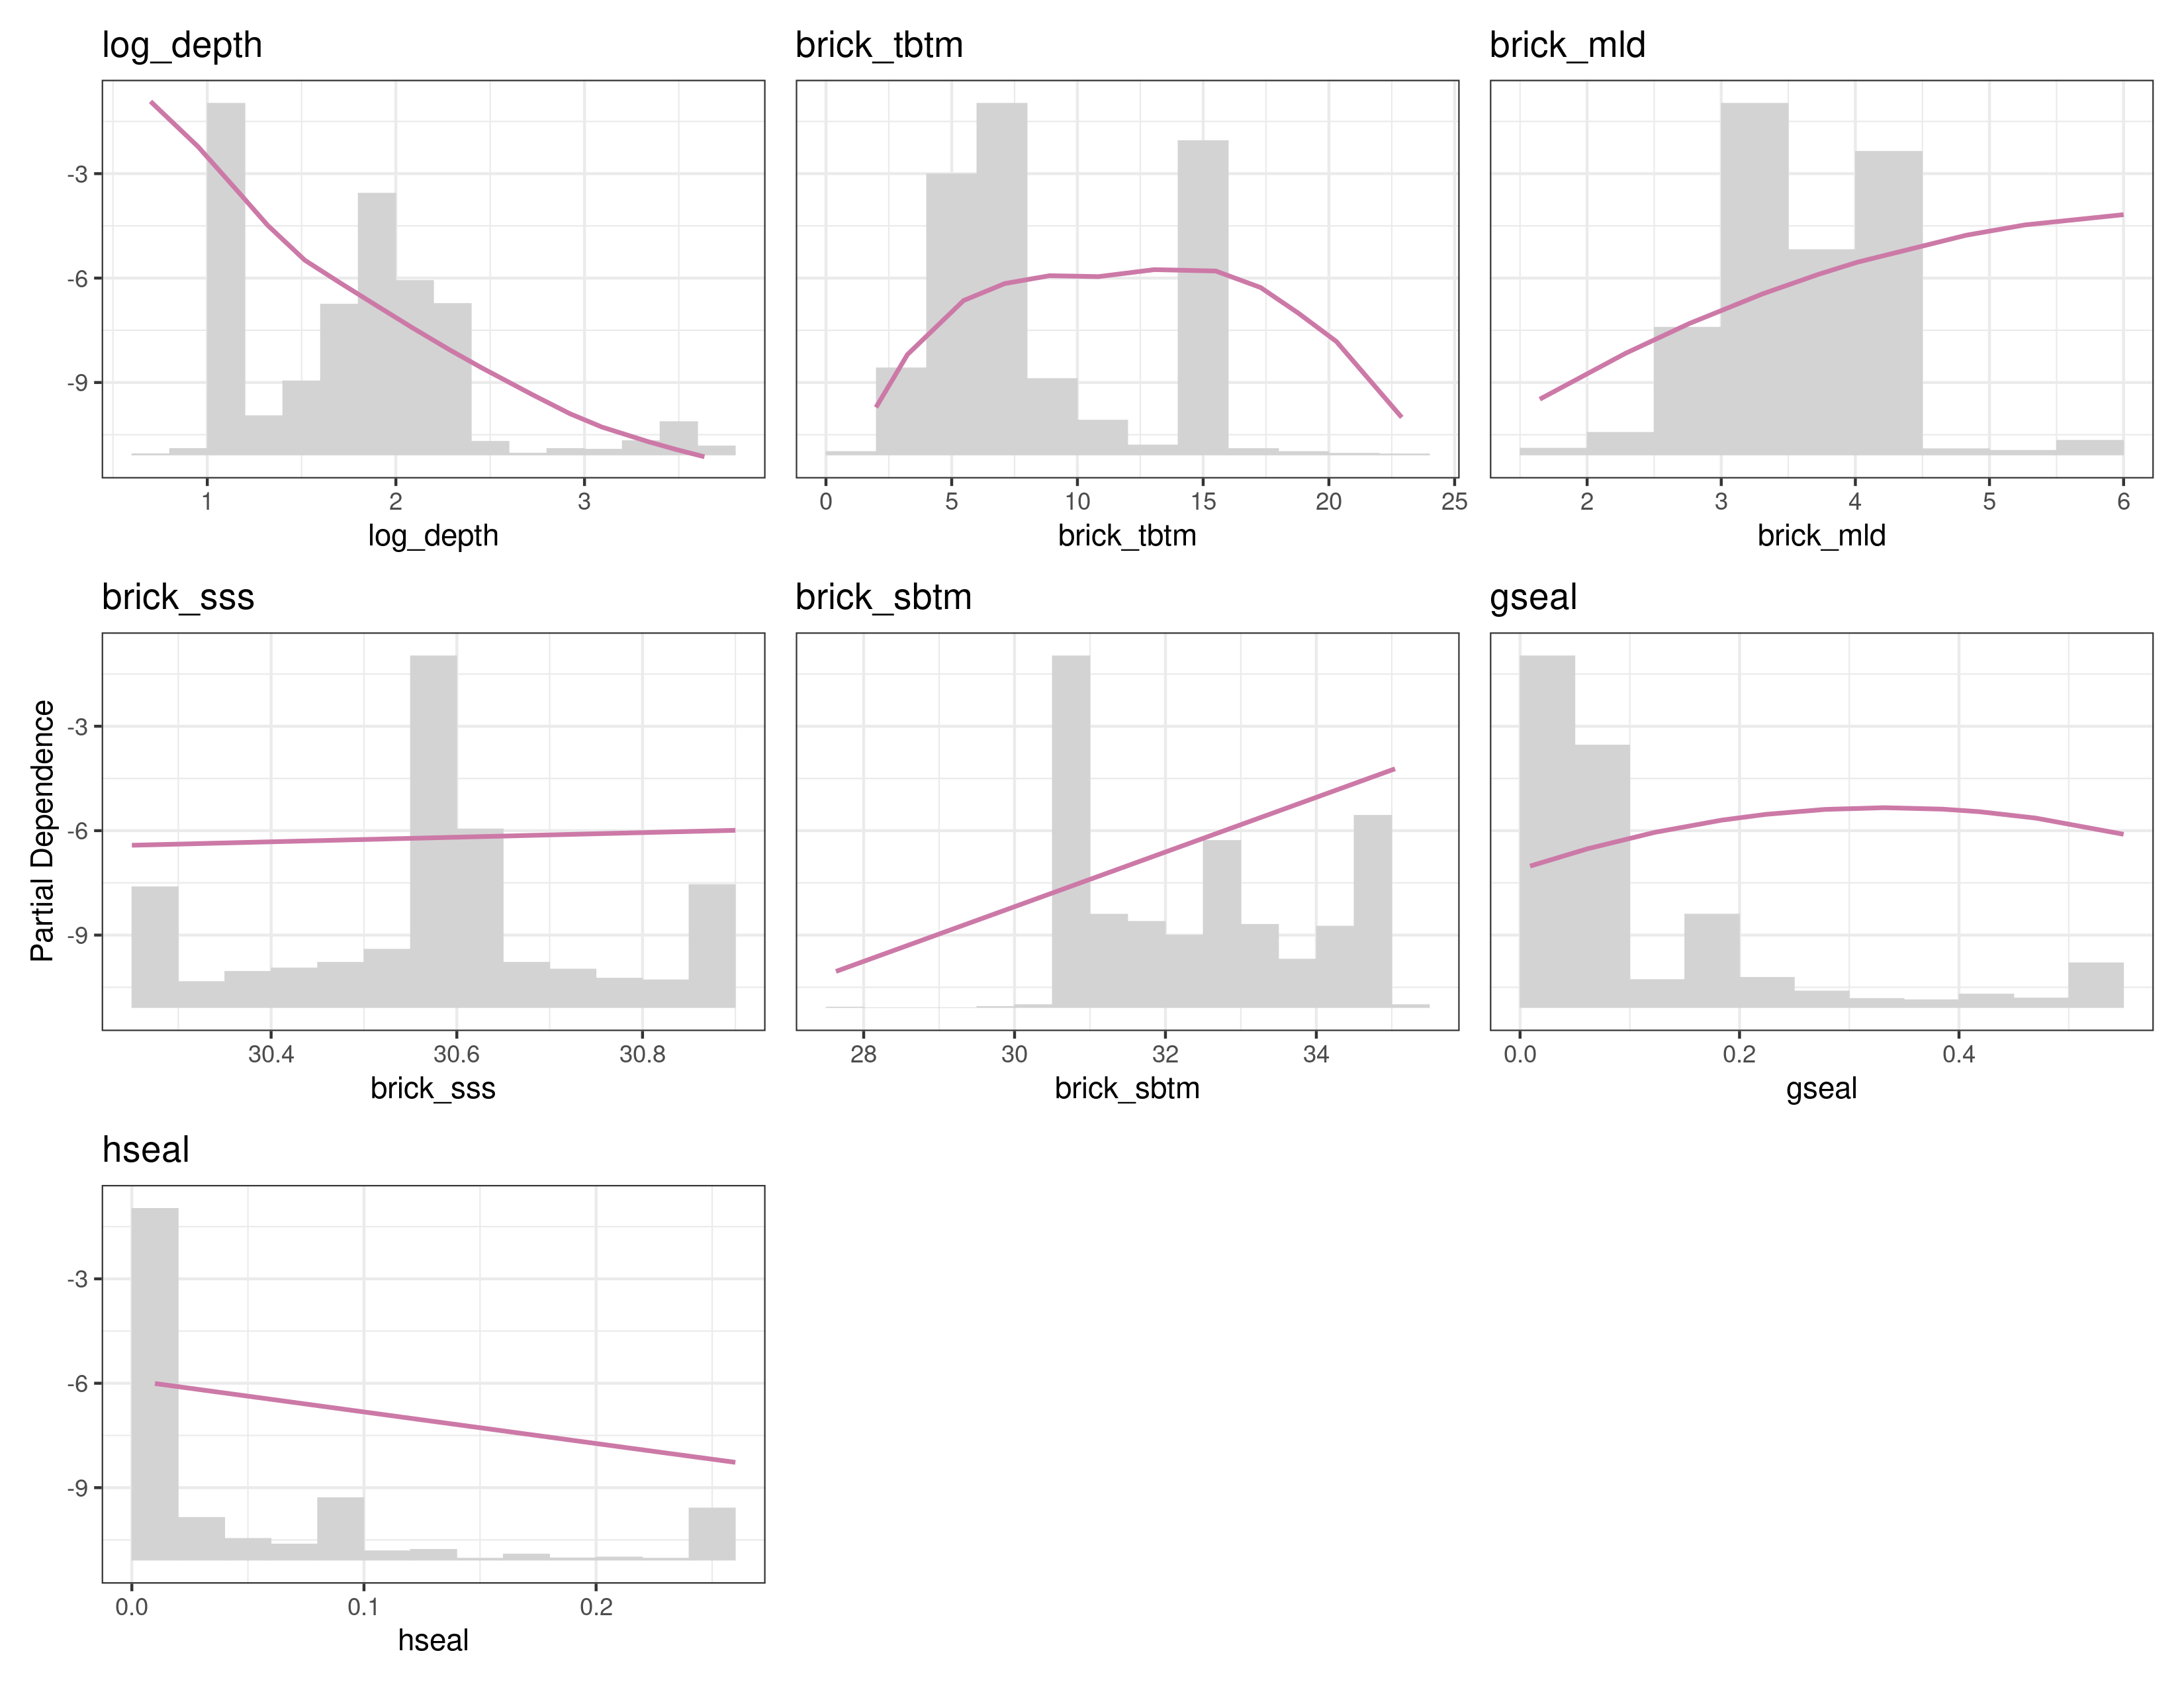 log_depth
brick_tbtm
brick_mld
-3
-6
-9
1
2
3
0
5
10
15
20
25
2
3
4
5
6
log_depth
brick_tbtm
brick_mld
brick_sss
brick_sbtm
gseal
Partial Dependence
-3
-6
-9
30.4
30.6
30.8
28
30
32
34
0.0
0.2
0.4
brick_sss
brick_sbtm
gseal
hseal
-3
-6
-9
0.0
0.1
0.2
hseal